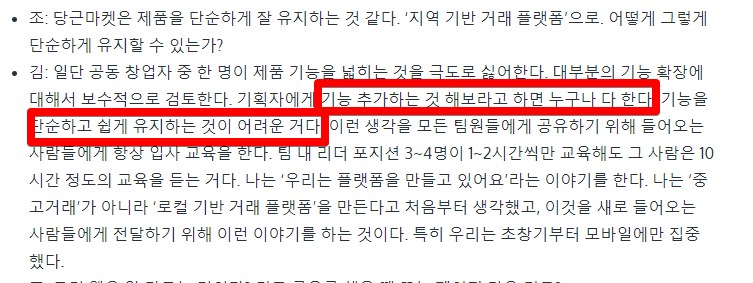 • 조: 당근마켓은 제품을 단순하게 잘 유지하는 것 같다. ‘지역 기반 거래 플랫폼’으로. 어떻게 그렇게
단순하게 유지할 수 있는가?
• 김: 일단 공동 창업자 중 한 명이 제품 기능을 넓히는 것을 극도로 싫어한다. 대부분의 기능 확장에
대해서 보수적으로 검토한다. 기획자에게 기능 추가하는 것 해보라고 하면 누구나 다 한다. 기능을
단순하고 쉽게 유지하는 것이 어려운 거다. 이런 생각을 모든 팀원들에게 공유하기 위해 들어오는
사람들에게 항상 입사 교육을 한다. 팀 내 리더 포지션 3~4명이 1~2시간씩만 교육해도 그 사람은 10
시간 정도의 교육을 듣는 거다. 나는 ‘우리는 플랫폼을 만들고 있어요’라는 이야기를 한다. 나는 ‘중
고거래’가 아니라 ‘로컬 기반 거래 플랫폼’을 만든다고 처음부터 생각했고, 이것을 새로 들어오는
사람들에게 전달하기 위해 이런 이야기를 하는 것이다. 특히 우리는 초창기부터 모바일에만 집중
했다.